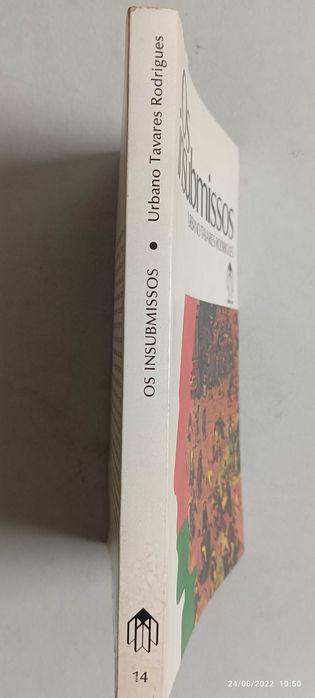 OS INSUBMISSOS • Urbano Tavares Rodrigues
14
Os
insubmissos
URBANO TAVARES RODRIGUES
24/08/2022 10:50